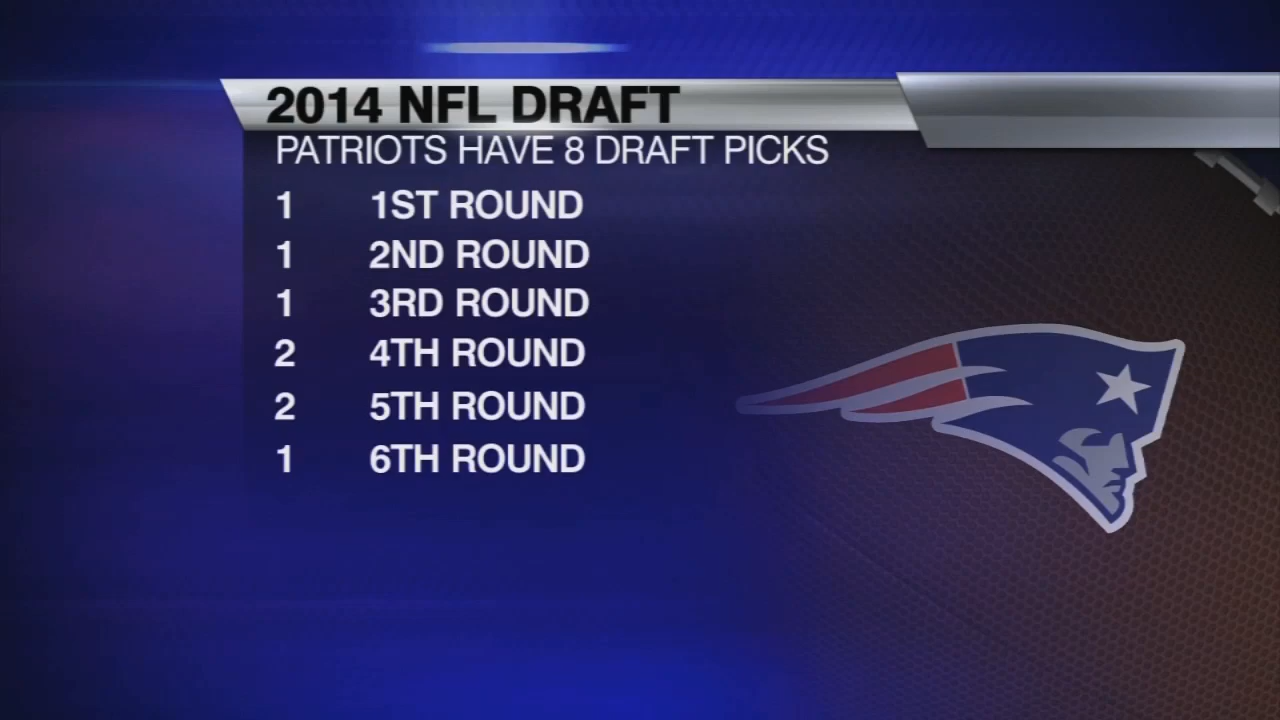 2014 NFL DRAFT
PATRIOTS HAVE 8 DRAFT PICKS
1 1ST ROUND
1 2ND ROUND
1 3RD ROUND
2 4TH ROUND
2 5TH ROUND
1 6TH ROUND